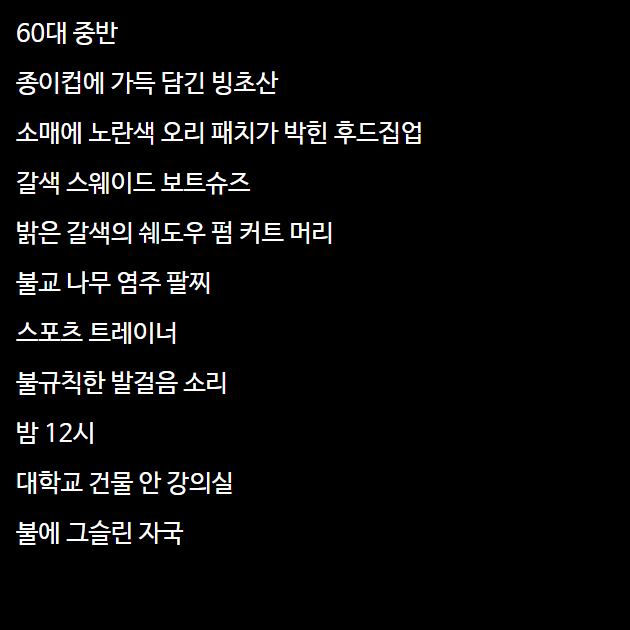 60대 중반
종이컵에 가득 담긴 빙초산
소매에 노란색 오리 패치가 박힌 후드집업
갈색 스웨이드 보트슈즈
밝은 갈색의 쉐도우 펌 커트 머리
불교 나무 염주 팔찌
스포츠 트레이너
불규칙한 발걸음 소리
밤 12시
대학교 건물 안 강의실
불에 그슬린 자국